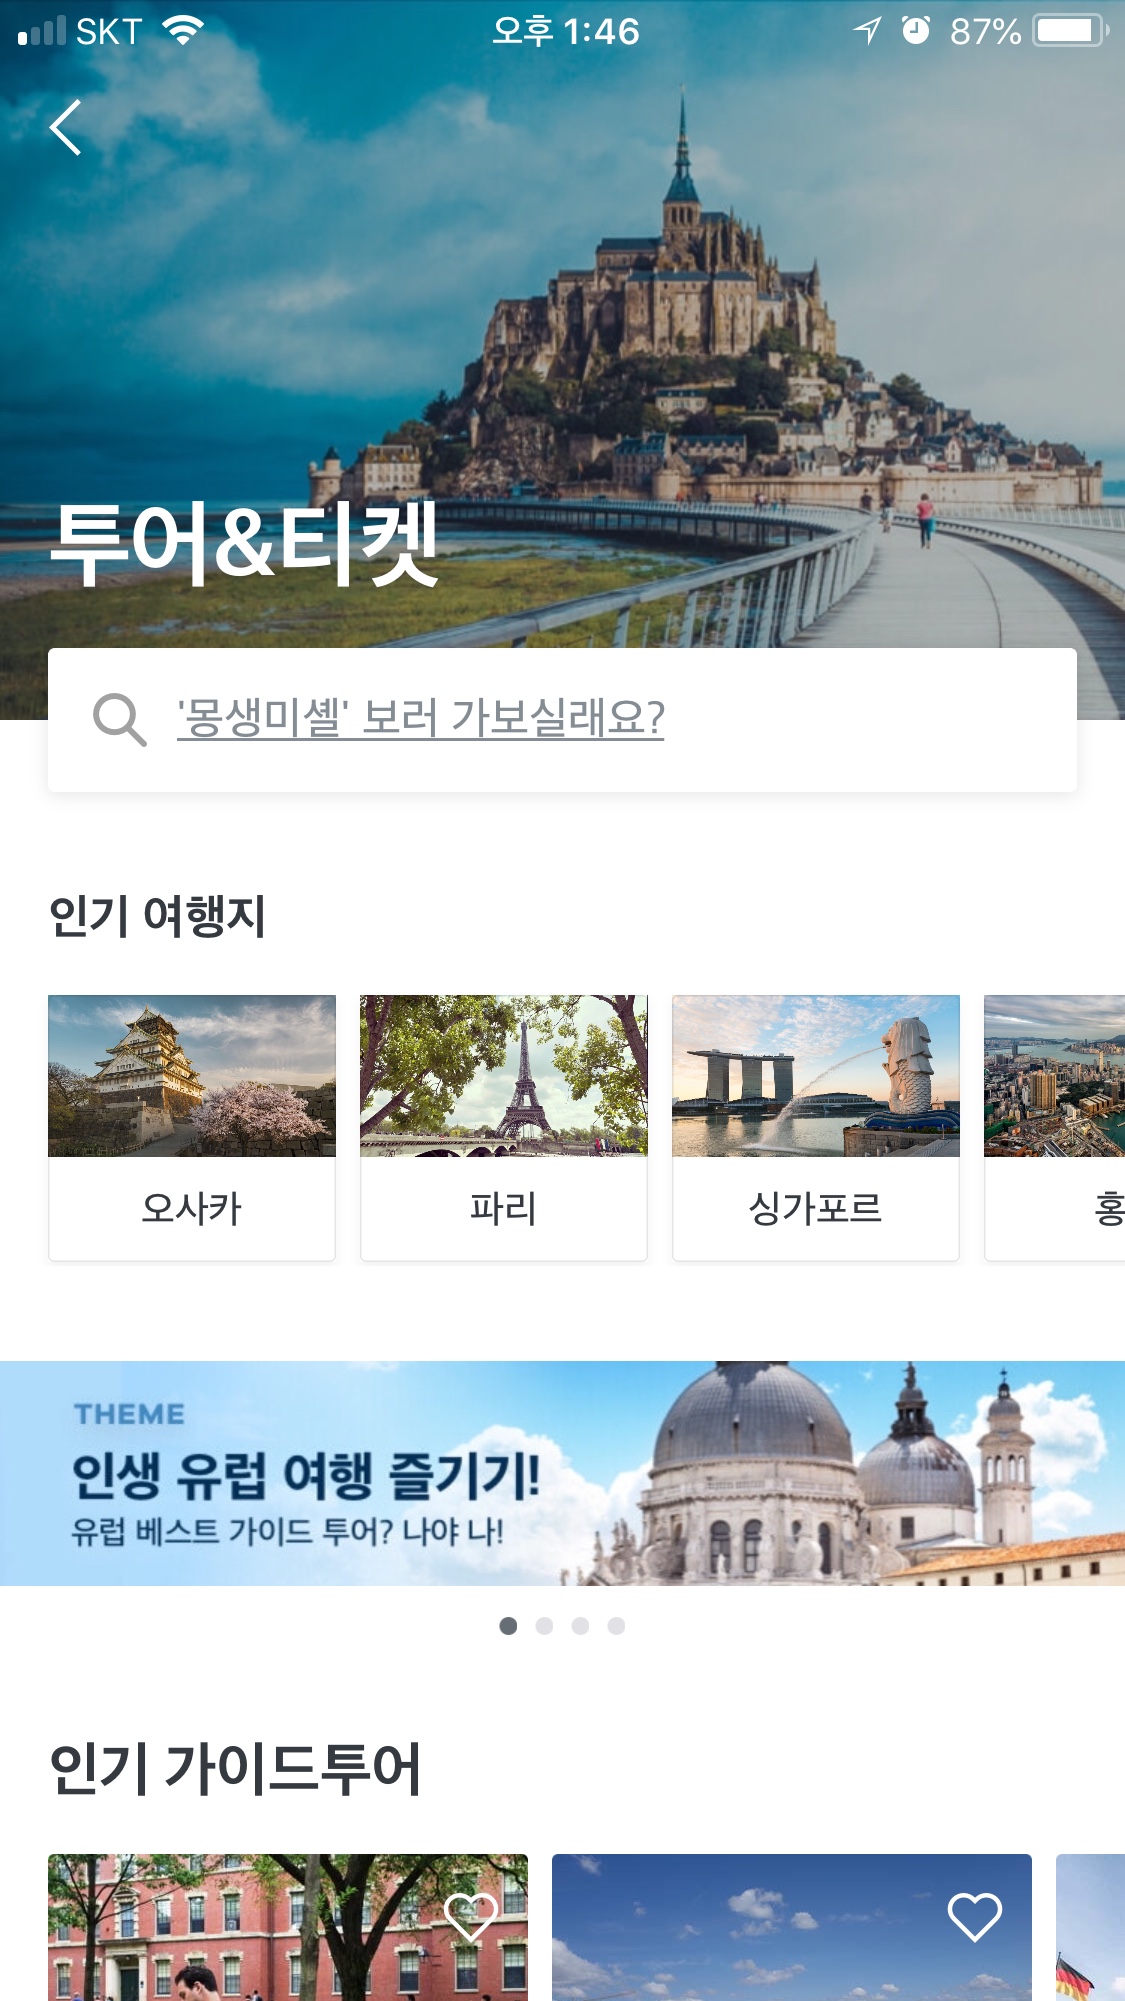 SKT 오후 1:46 87%
투어&티켓
'몽생미셸' 보러 가보실래요?
인기 여행지
오사카 파리 싱가포르 홍
THEME
인생 유럽 여행 즐기기!
유럽 베스트 가이드 투어? 나야 나!
인기 가이드투어